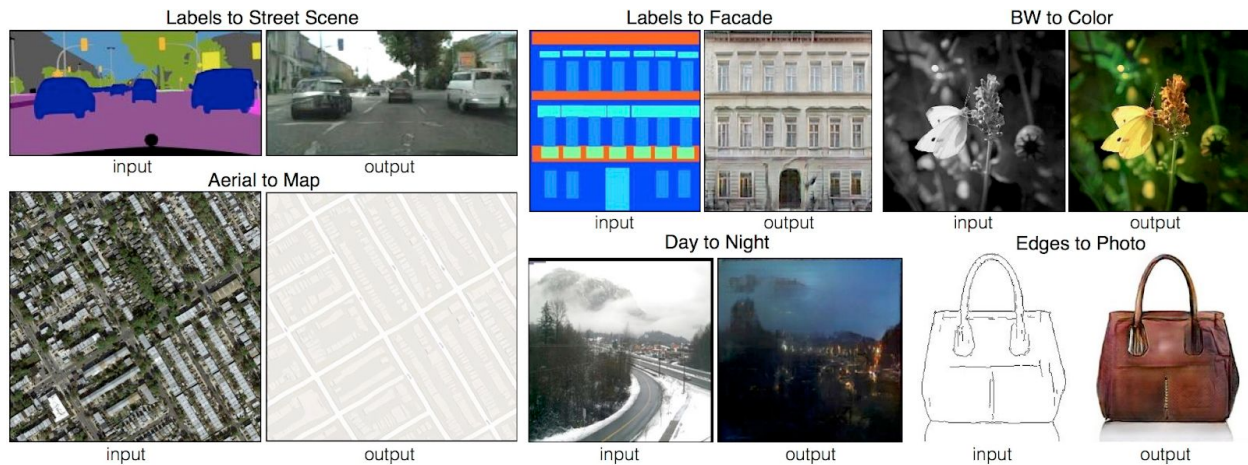 Labels to Street Scene
input
output
Aerial to Map
input
output
Labels to Facade
input
output
BW to Color
input
output
Day to Night
input
output
Edges to Photo
input
output